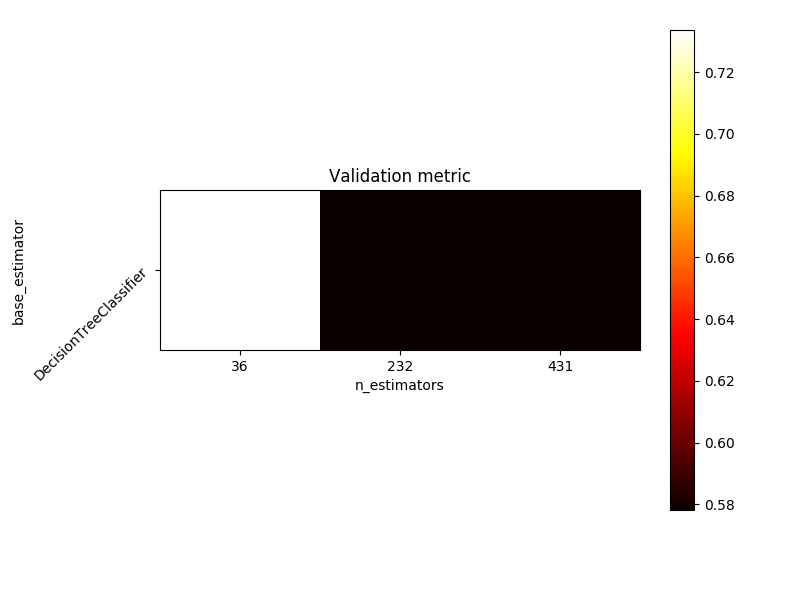 Validation metric
base_estimator
DecisionTreeClassifier
36 232 431
n_estimators
0.72
0.70
0.68
0.66
0.64
0.62
0.60
0.58